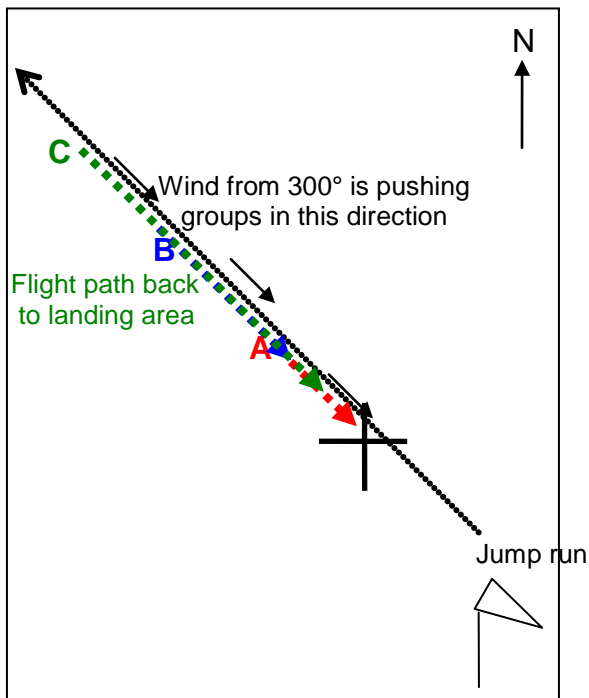 N
C
Wind from 300° is pushing
groups in this direction
B
Flight path back
to landing area
A
Jump run